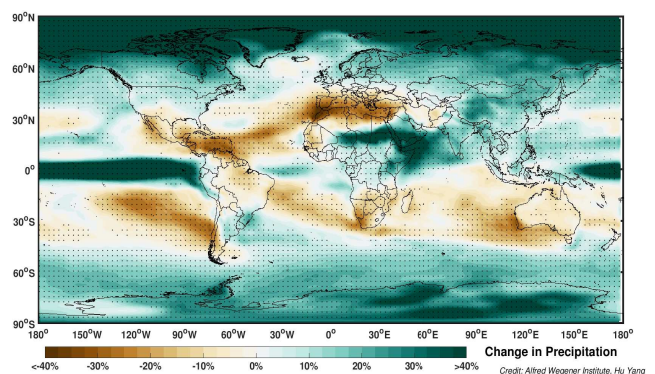 90°N
60°N
30°N
0°
30°S
60°S
90°S
180° 150°W 120°W 90°W 60°W 30°W 0° 30°E 60°E 90°E 120°E 150°E 180°
<-40% -30% -20% -10% 0% 10% 20% 30% >40%
Change in Precipitation
Credit: Alfred Wegener Institute, Hu Yang